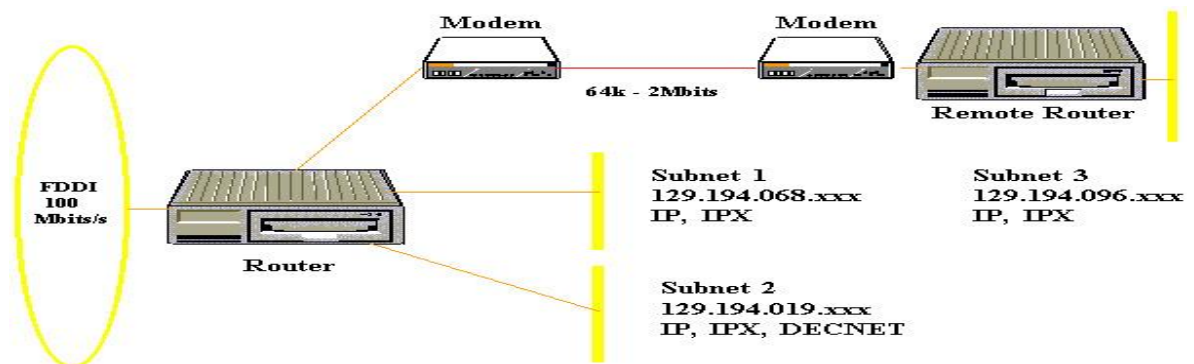 Modem
Modem
64k - 2Mbits
Remote Router
FDDI
100
Mbits/s
Router
Subnet 1
129.194.068.xxx
IP, IPX
Subnet 3
129.194.096.xxx
IP, IPX
Subnet 2
129.194.019.xxx
IP, IPX, DECNET